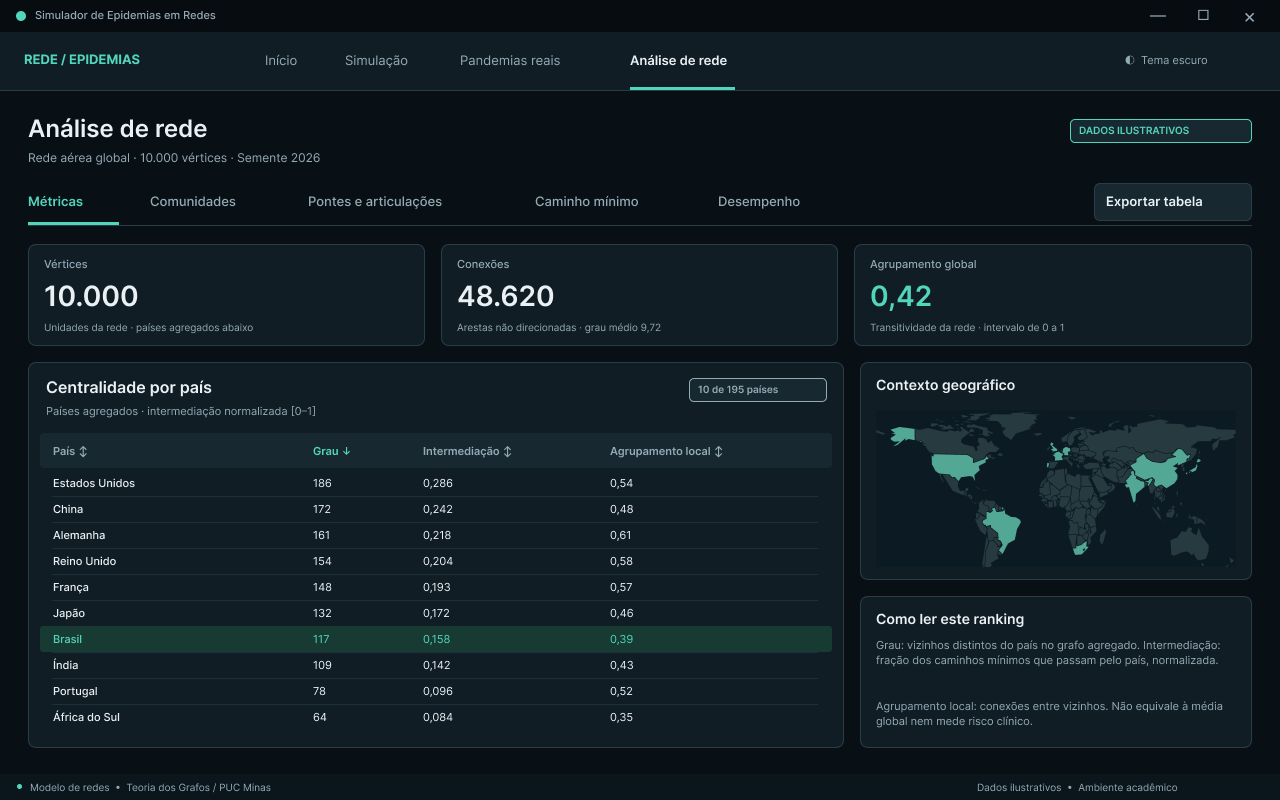 Simulador de Epidemias em Redes
REDE / EPIDEMIAS
Início
Simulação
Pandemias reais
Análise de rede
Tema escuro
Análise de rede
DADOS ILUSTRATIVOS
Rede aérea global · 10.000 vértices · Semente 2026
Métricas
Comunidades
Pontes e articulações
Caminho mínimo
Desempenho
Exportar tabela
Vértices
10.000
Unidades da rede · países agregados abaixo
Conexões
48.620
Arestas não direcionadas · grau médio 9,72
Agrupamento global
0,42
Transitividade da rede · intervalo de 0 a 1
Centralidade por país
10 de 195 países
Países agregados · intermediação normalizada [0–1]
País ↕ Grau ↓ Intermediação ↕ Agrupamento local ↕
Estados Unidos 186 0,286 0,54
China 172 0,242 0,48
Alemanha 161 0,218 0,61
Reino Unido 154 0,204 0,58
França 148 0,193 0,57
Japão 132 0,172 0,46
Brasil 117 0,158 0,39
Índia 109 0,142 0,43
Portugal 78 0,096 0,52
África do Sul 64 0,084 0,35
Contexto geográfico
Como ler este ranking
Grau: vizinhos distintos do país no grafo agregado. Intermediação:
fração dos caminhos mínimos que passam pelo país, normalizada.
Agrupamento local: conexões entre vizinhos. Não equivale à média
global nem mede risco clínico.
Modelo de redes • Teoria dos Grafos / PUC Minas
Dados ilustrativos • Ambiente acadêmico